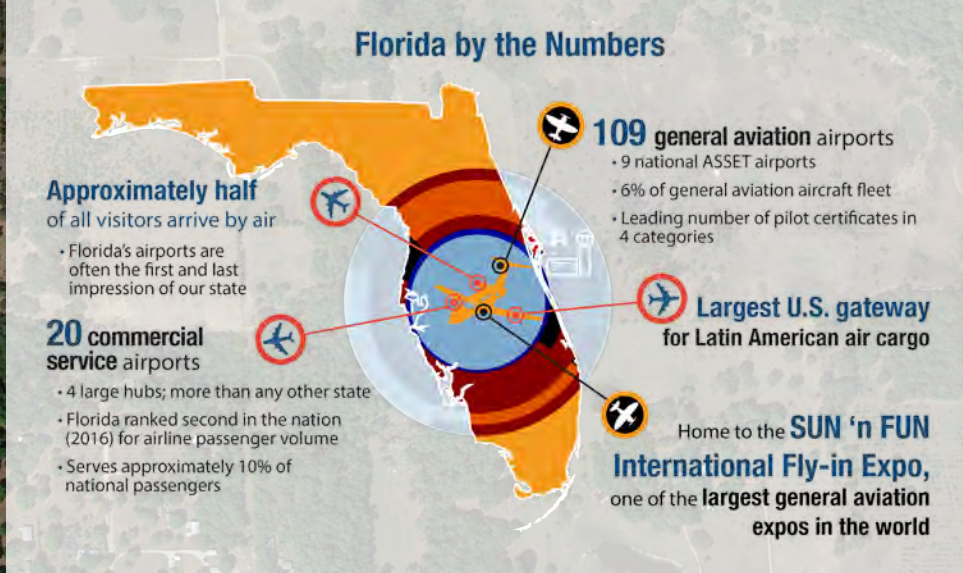 Florida by the Numbers
Approximately half
of all visitors arrive by air
• Florida's airports are
often the first and last
impression of our state
20 commercial
service airports
• 4 large hubs; more than any other state
• Florida ranked second in the nation
(2016) for airline passenger volume
• Serves approximately 10% of
national passengers
109 general aviation airports
• 9 national ASSET airports
• 6% of general aviation aircraft fleet
• Leading number of pilot certificates in
4 categories
Largest U.S. gateway
for Latin American air cargo
Home to the SUN ‘n FUN
International Fly-in Expo,
one of the largest general aviation
expos in the world